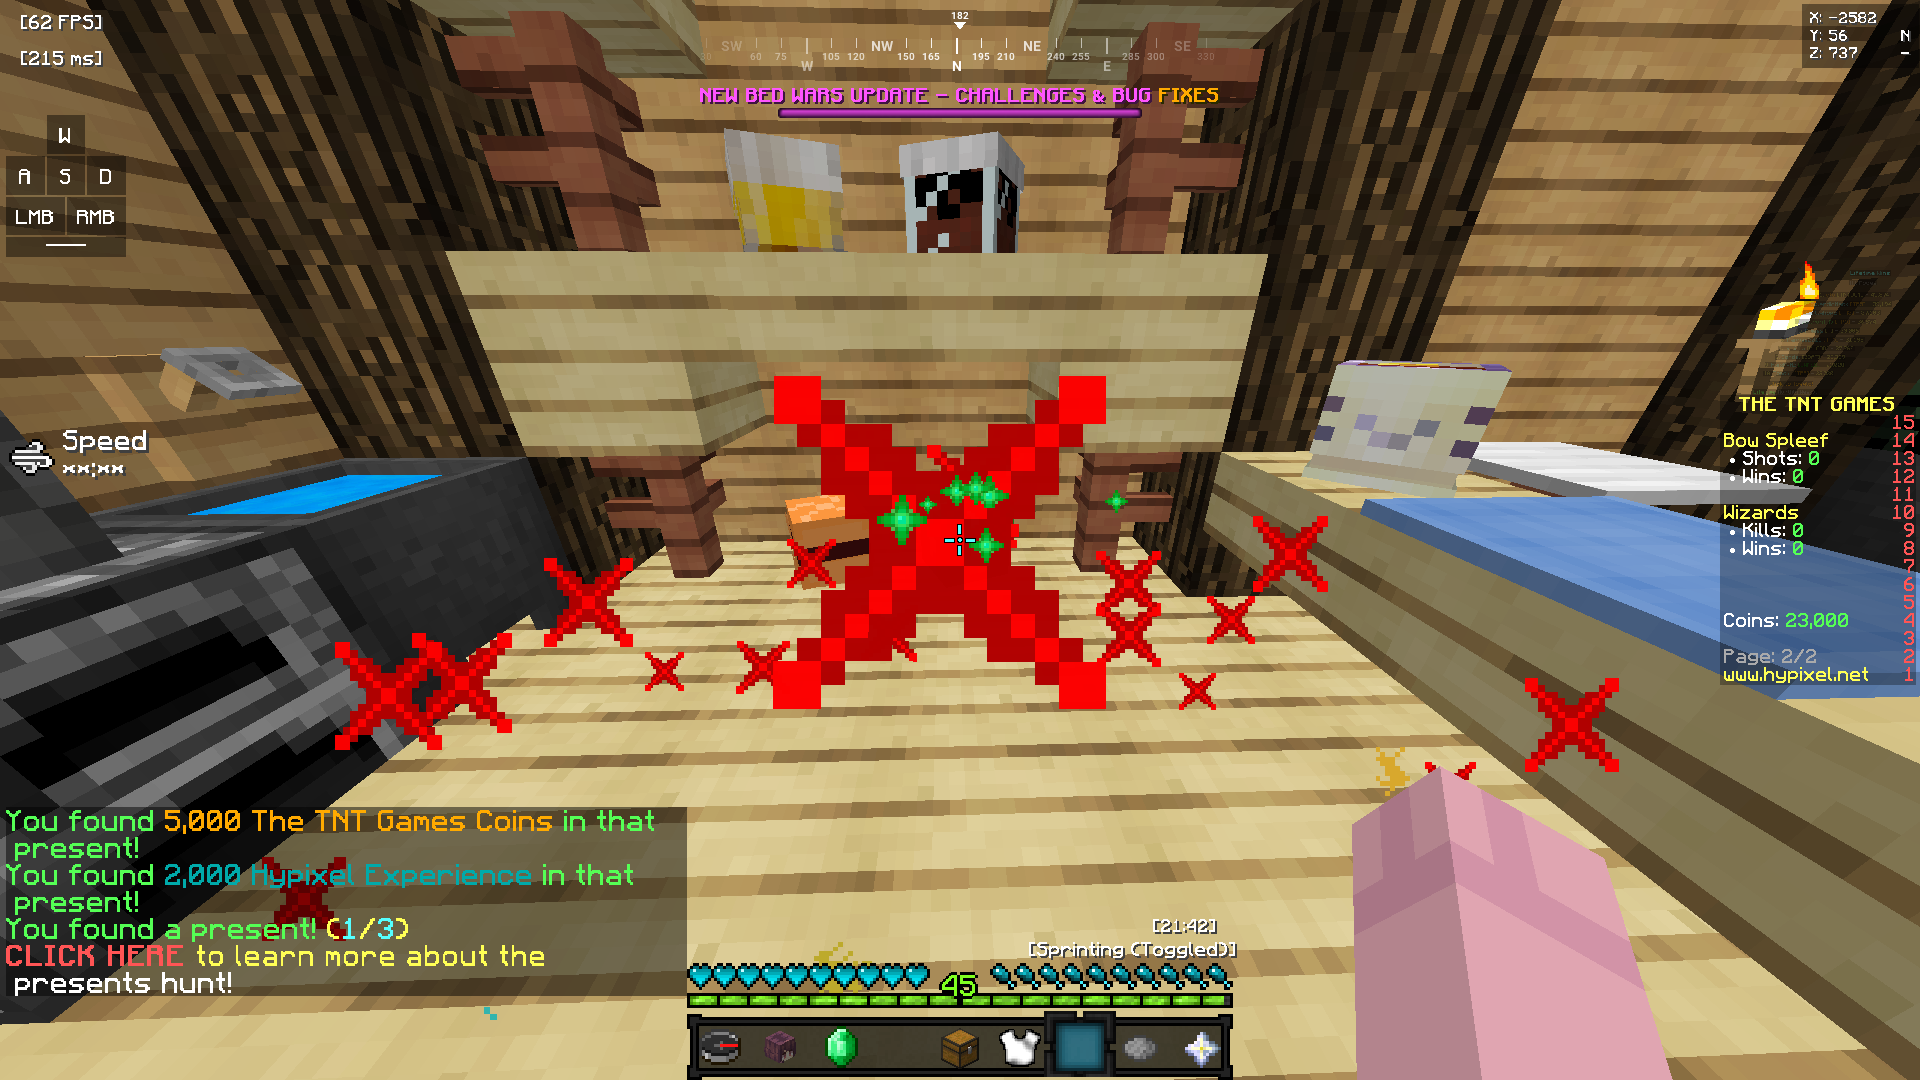 [62 FPS]
[215 ms]
182
SW NW NE SE
30 60 75 105 120 150 165 195 210 240 255 285 300 330
W N E
X: -2582
Y: 56 N
Z: 737 -
NEW BED WARS UPDATE - CHALLENGES & BUG FIXES
W
A S D
LMB RMB
Speed
**:**
THE TNT GAMES
15
Bow Spleef 14
• Shots: 0 13
• Wins: 0 12
11
Wizards 10
• Kills: 0 9
• Wins: 0 8
7
6
5
Coins: 23,000 4
3
Page: 2/2 2
www.hypixel.net 1
You found 5,000 The TNT Games Coins in that
present!
You found 2,000 Hypixel Experience in that
present!
You found a present! (1/3)
CLICK HERE to learn more about the
presents hunt!
[21:42]
[Sprinting (Toggled)]
45